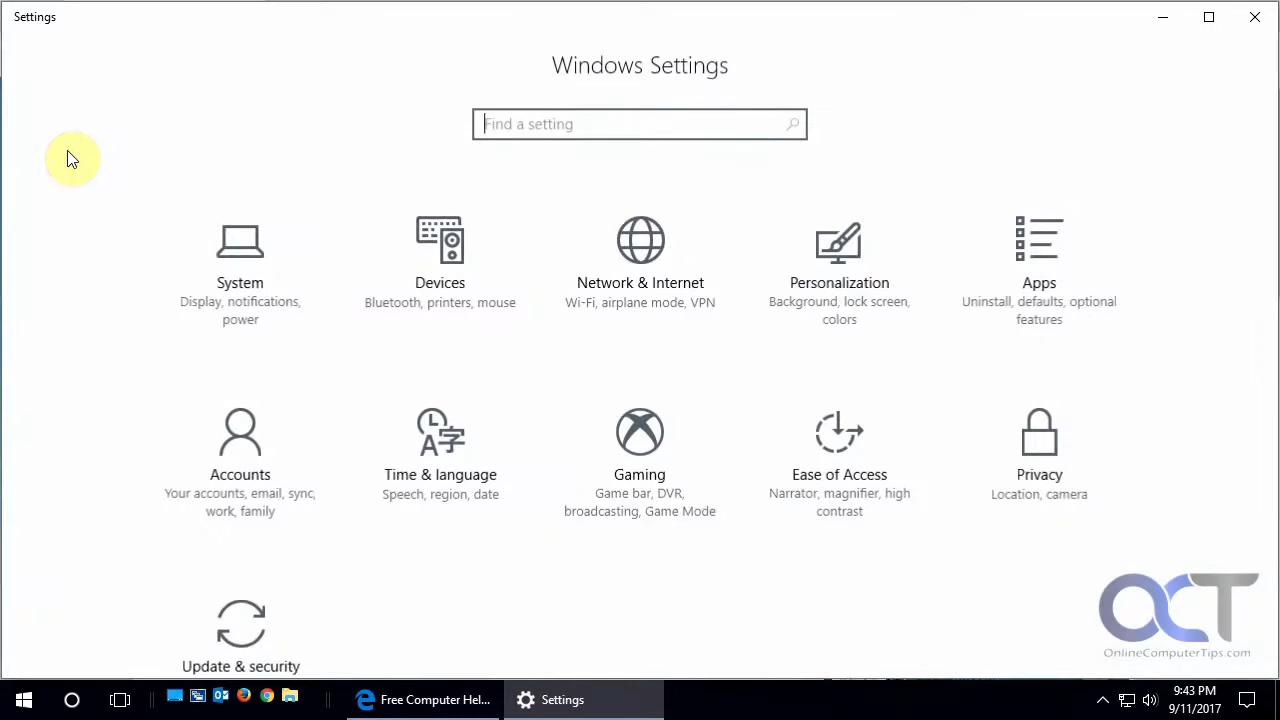 Settings
Windows Settings
Find a setting
System
Display, notifications,
power
Devices
Bluetooth, printers, mouse
Network & Internet
Wi-Fi, airplane mode, VPN
Personalization
Background, lock screen,
colors
Apps
Uninstall, defaults, optional
features
Accounts
Your accounts, email, sync,
work, family
Time & language
Speech, region, date
Gaming
Game bar, DVR,
broadcasting, Game Mode
Ease of Access
Narrator, magnifier, high
contrast
Privacy
Location, camera
Update & security
OCT
OnlineComputerTips.com
Free Computer Hel...
Settings
9:43 PM
9/11/2017